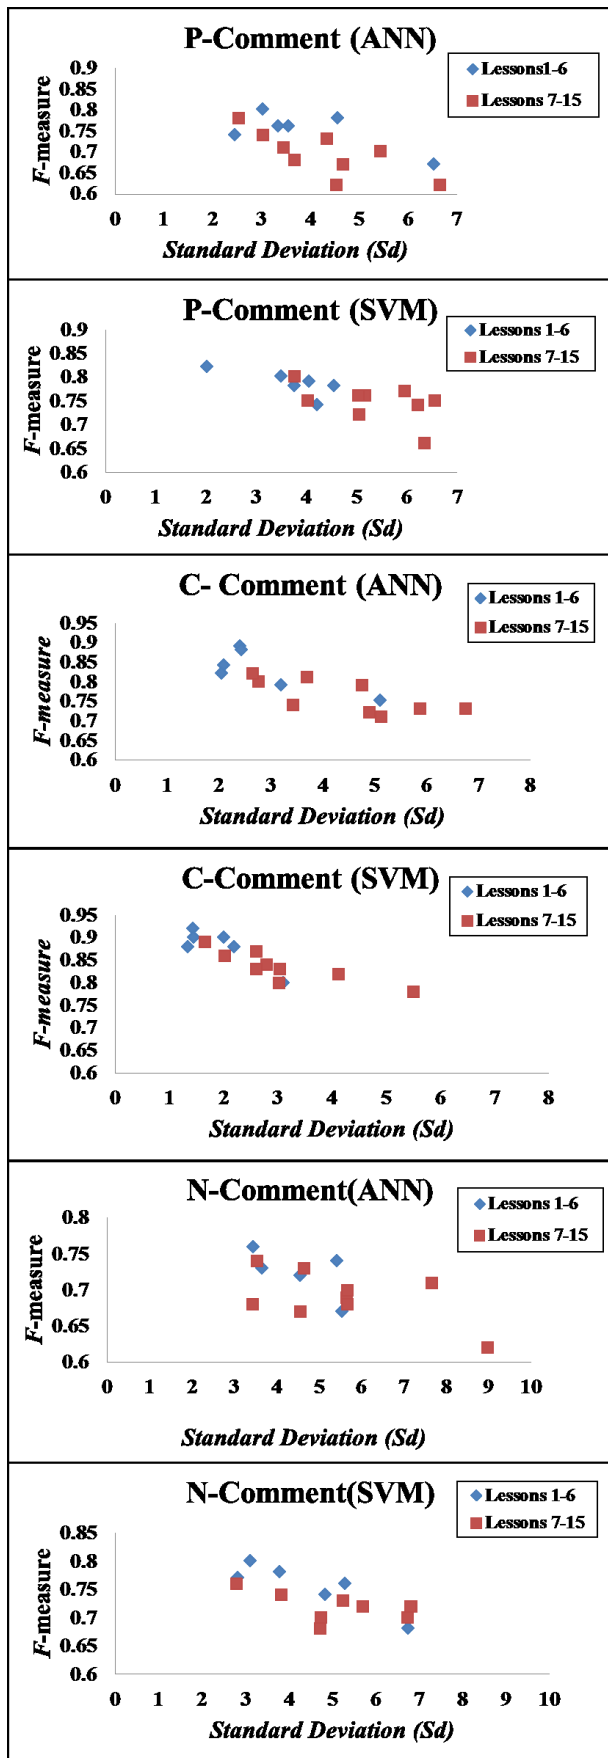 P-Comment (ANN)
Lessons1-6
Lessons 7-15
F-measure
0.9
0.85
0.8
0.75
0.7
0.65
0.6
0 1 2 3 4 5 6 7
Standard Deviation (Sd)
P-Comment (SVM)
Lessons 1-6
Lessons 7-15
F-measure
0.9
0.85
0.8
0.75
0.7
0.65
0.6
0 1 2 3 4 5 6 7
Standard Deviation (Sd)
C- Comment (ANN)
Lessons 1-6
Lessons 7-15
F-measure
0.95
0.9
0.85
0.8
0.75
0.7
0.65
0.6
0 1 2 3 4 5 6 7 8
Standard Deviation (Sd)
C-Comment (SVM)
Lessons 1-6
Lessons 7-15
F-measure
0.95
0.9
0.85
0.8
0.75
0.7
0.65
0.6
0 1 2 3 4 5 6 7 8
Standard Deviation (Sd)
N-Comment(ANN)
Lessons 1-6
Lessons 7-15
F-measure
0.8
0.75
0.7
0.65
0.6
0 1 2 3 4 5 6 7 8 9 10
Standard Deviation (Sd)
N-Comment(SVM)
Lessons 1-6
Lessons 7-15
F-measure
0.85
0.8
0.75
0.7
0.65
0.6
0 1 2 3 4 5 6 7 8 9 10
Standard Deviation (Sd)